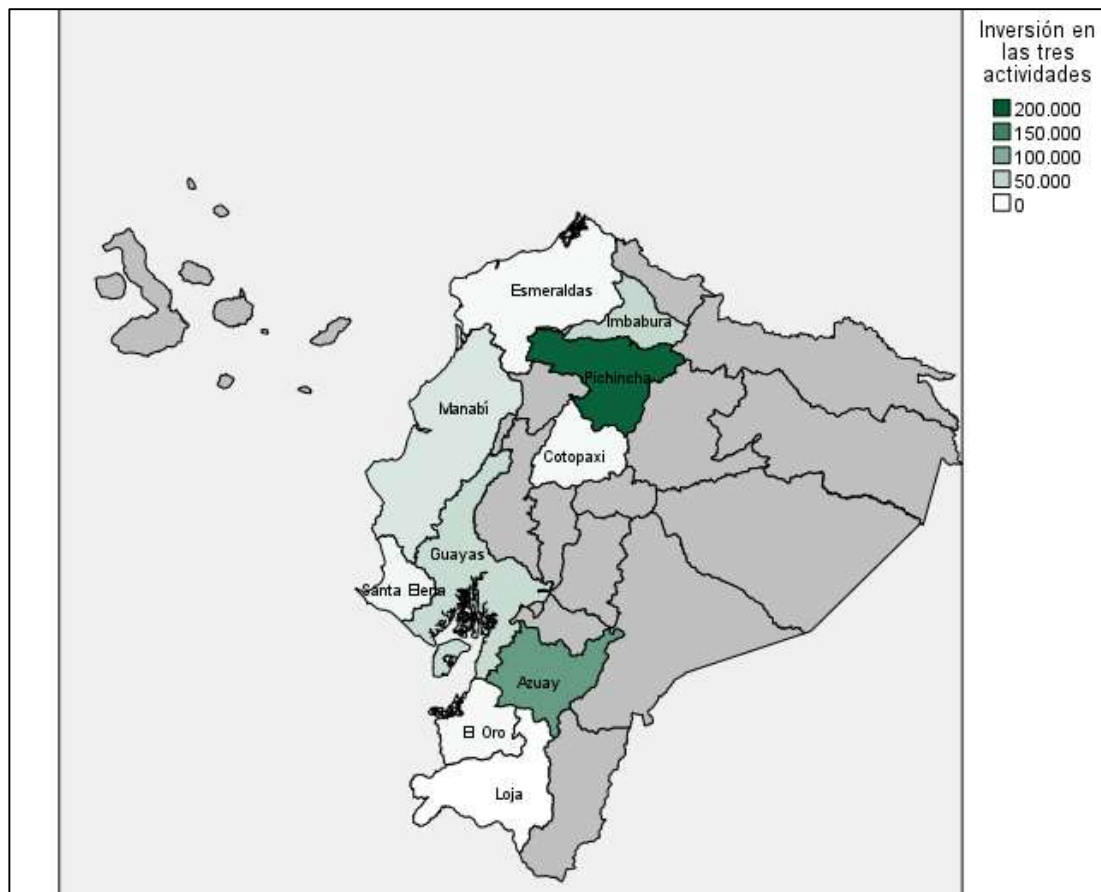 Inversión en
las tres
actividades
200.000
150.000
100.000
50.000
0
Esmeraldas
Imbabura
Pichincha
Manabí
Cotopaxi
Guayas
Santa Elena
Azuay
El Oro
Loja